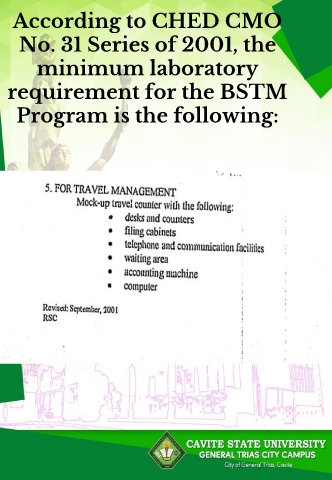 According to CHED CMO
No. 31 Series of 2001, the
minimum laboratory
requirement for the BSTM
Program is the following:
5. FOR TRAVEL MANAGEMENT
Mock-up travel counter with the following:
• desks and counters
• filing cabinets
• telephone and communication facilities
• waiting area
• accounting machine
• computer
Revised: September, 2001
RSC
CAVITE STATE UNIVERSITY
GENERAL TRIAS CITY CAMPUS
City of General Trias, Cavite